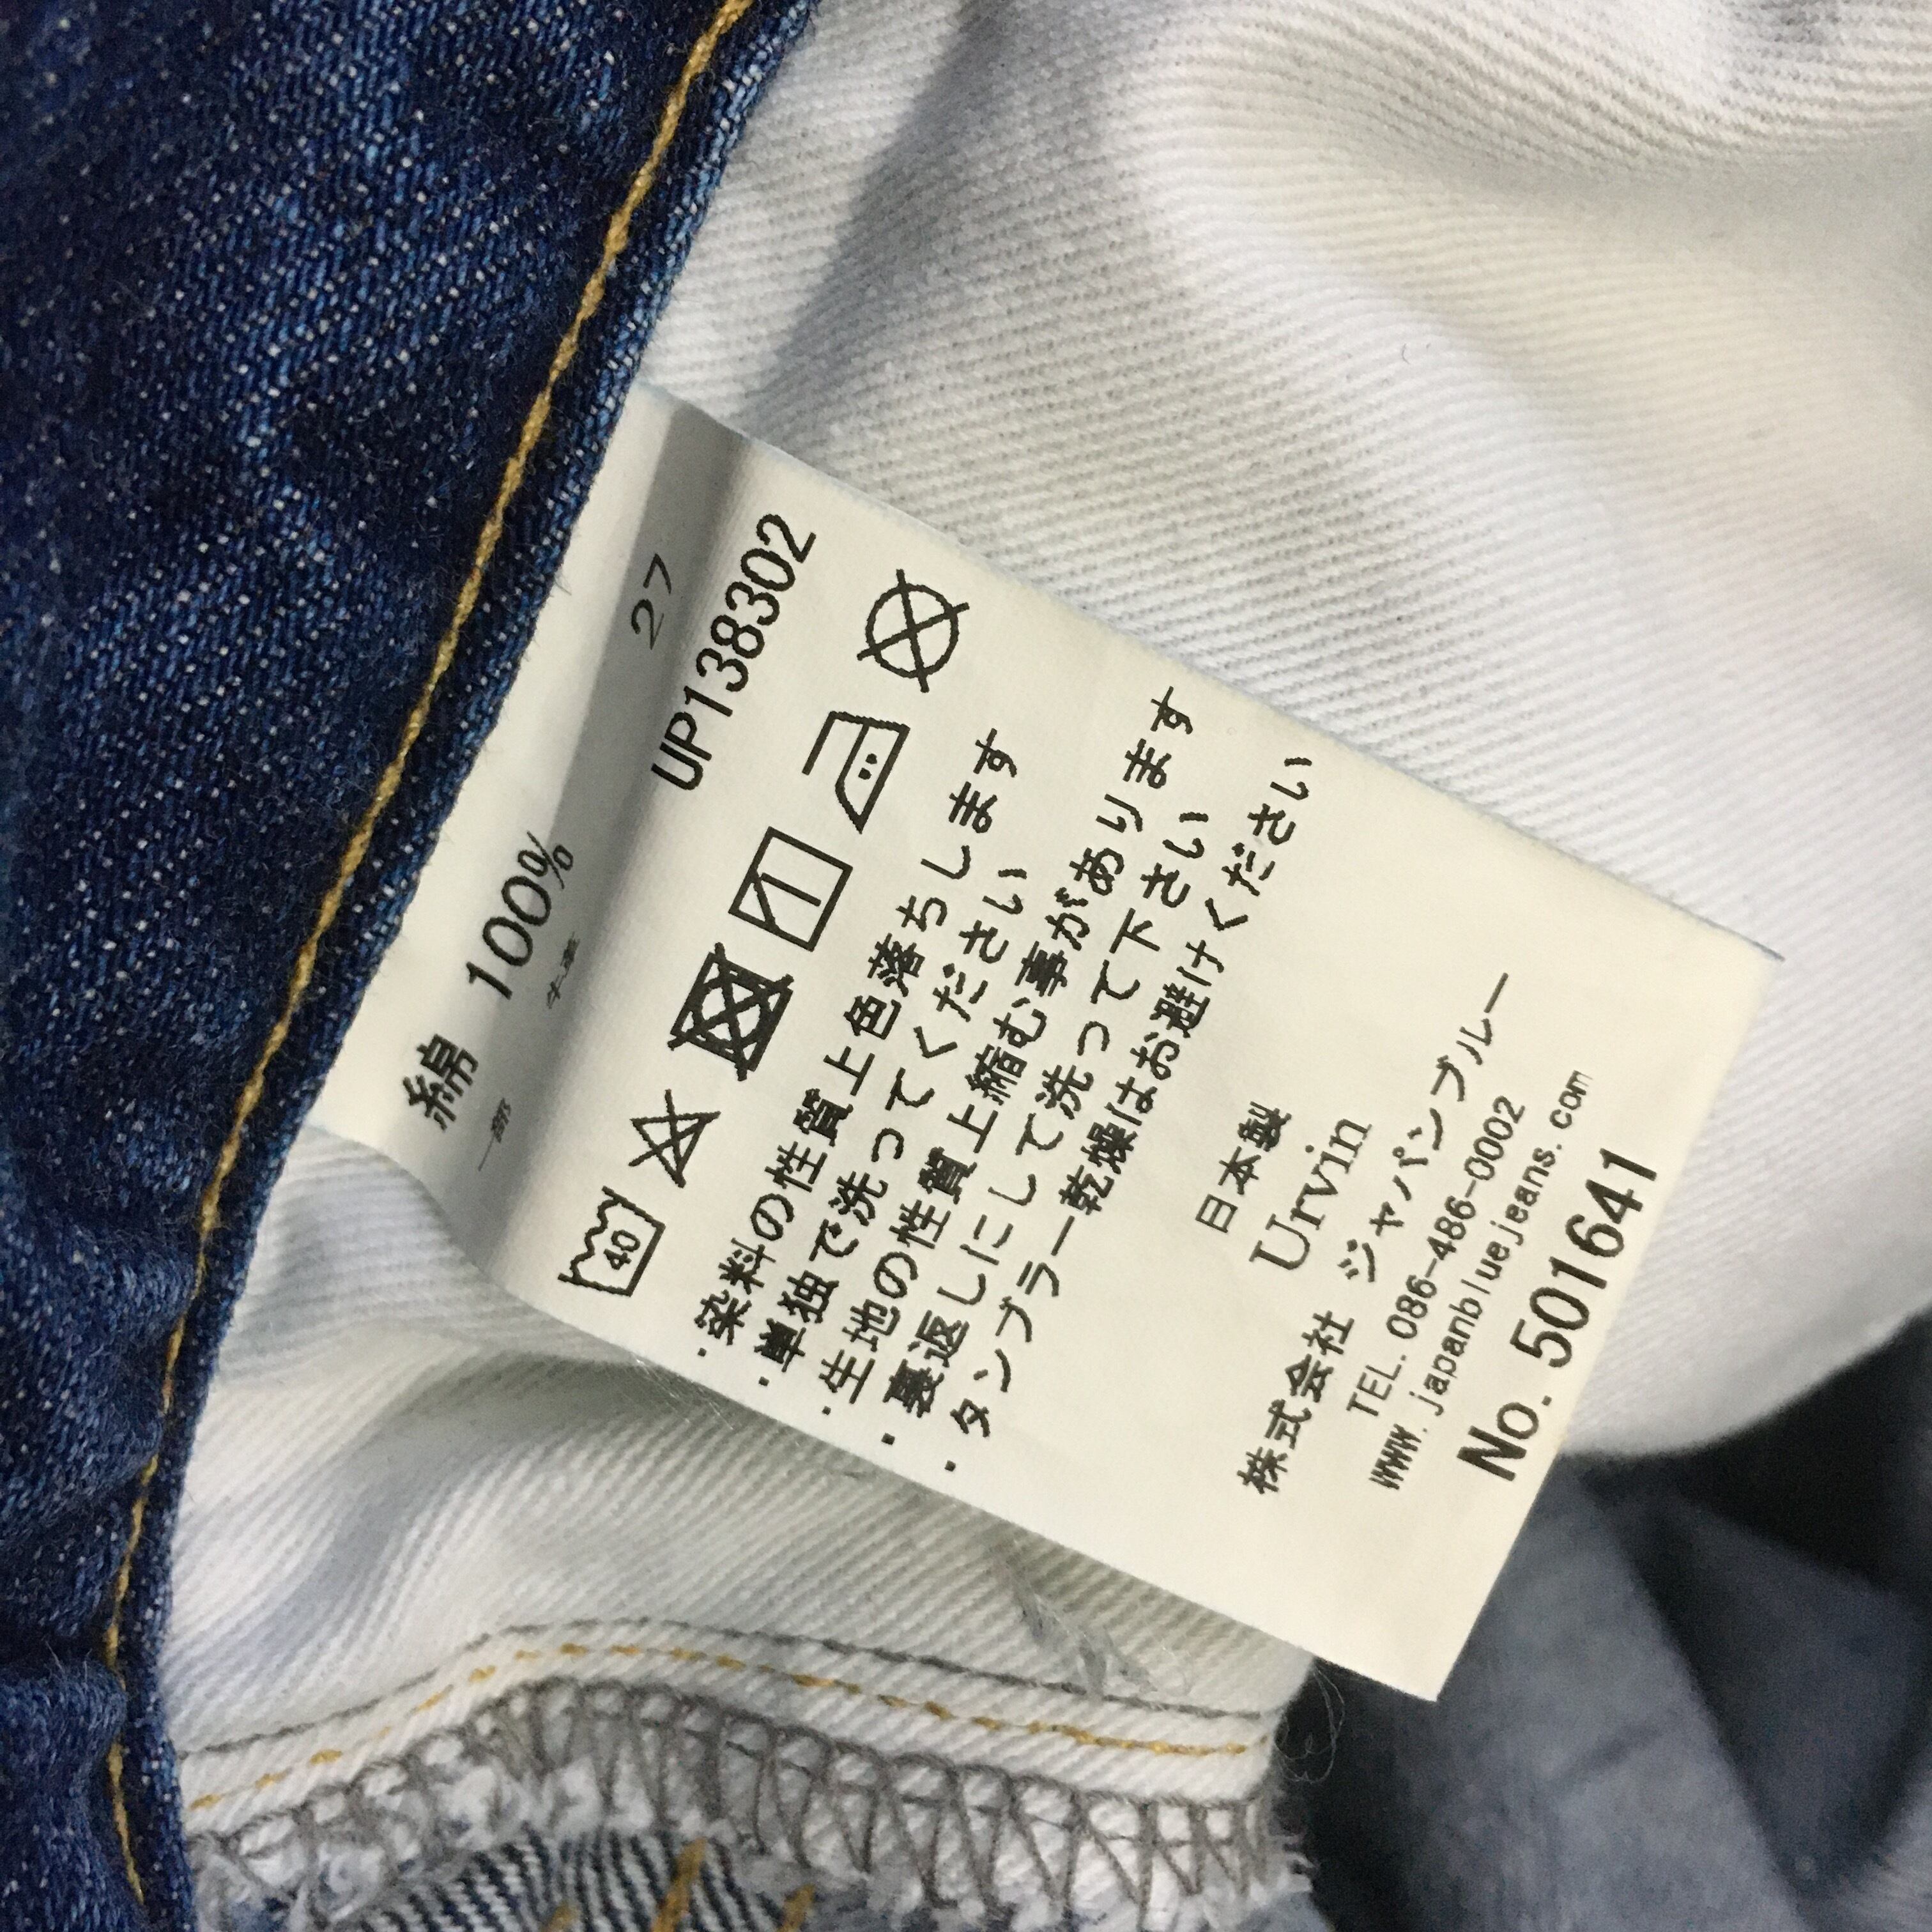 綿 100%
一部 牛革
27
UP138302
40
・染料の性質上色落ちします
・単独で洗ってください
・生地の性質上縮む事があります
・裏返しにして洗って下さい
・タンブラー乾燥はお避けください
日本製
Urvin
株式会社 ジャパンブルー
TEL. 086-486-0002
www.japanbluejeans.com
No. 501641